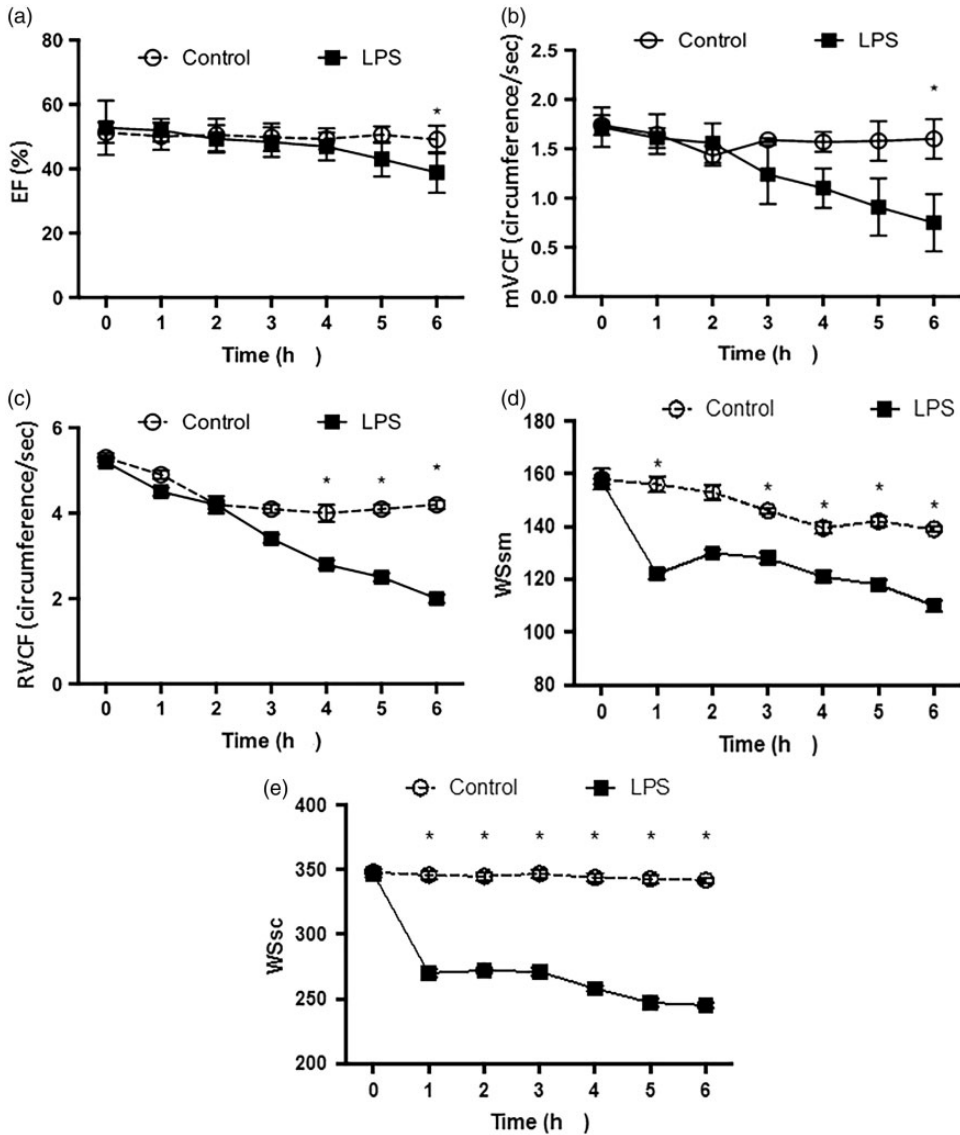 (a)
80
60
40
20
0
EF (%)
Control LPS
*
0 1 2 3 4 5 6
Time (h )
(b)
2.5
2.0
1.5
1.0
0.5
0.0
mVCF (circumference/sec)
Control LPS
*
0 1 2 3 4 5 6
Time (h )
(c)
6
4
2
0
RVCF (circumference/sec)
Control LPS
* * *
0 1 2 3 4 5 6
Time (h )
(d)
180
160
140
120
100
80
WSsm
Control LPS
* * * * *
0 1 2 3 4 5 6
Time (h )
(e)
400
350
300
250
200
WSsc
Control LPS
* * * * * *
0 1 2 3 4 5 6
Time (h )